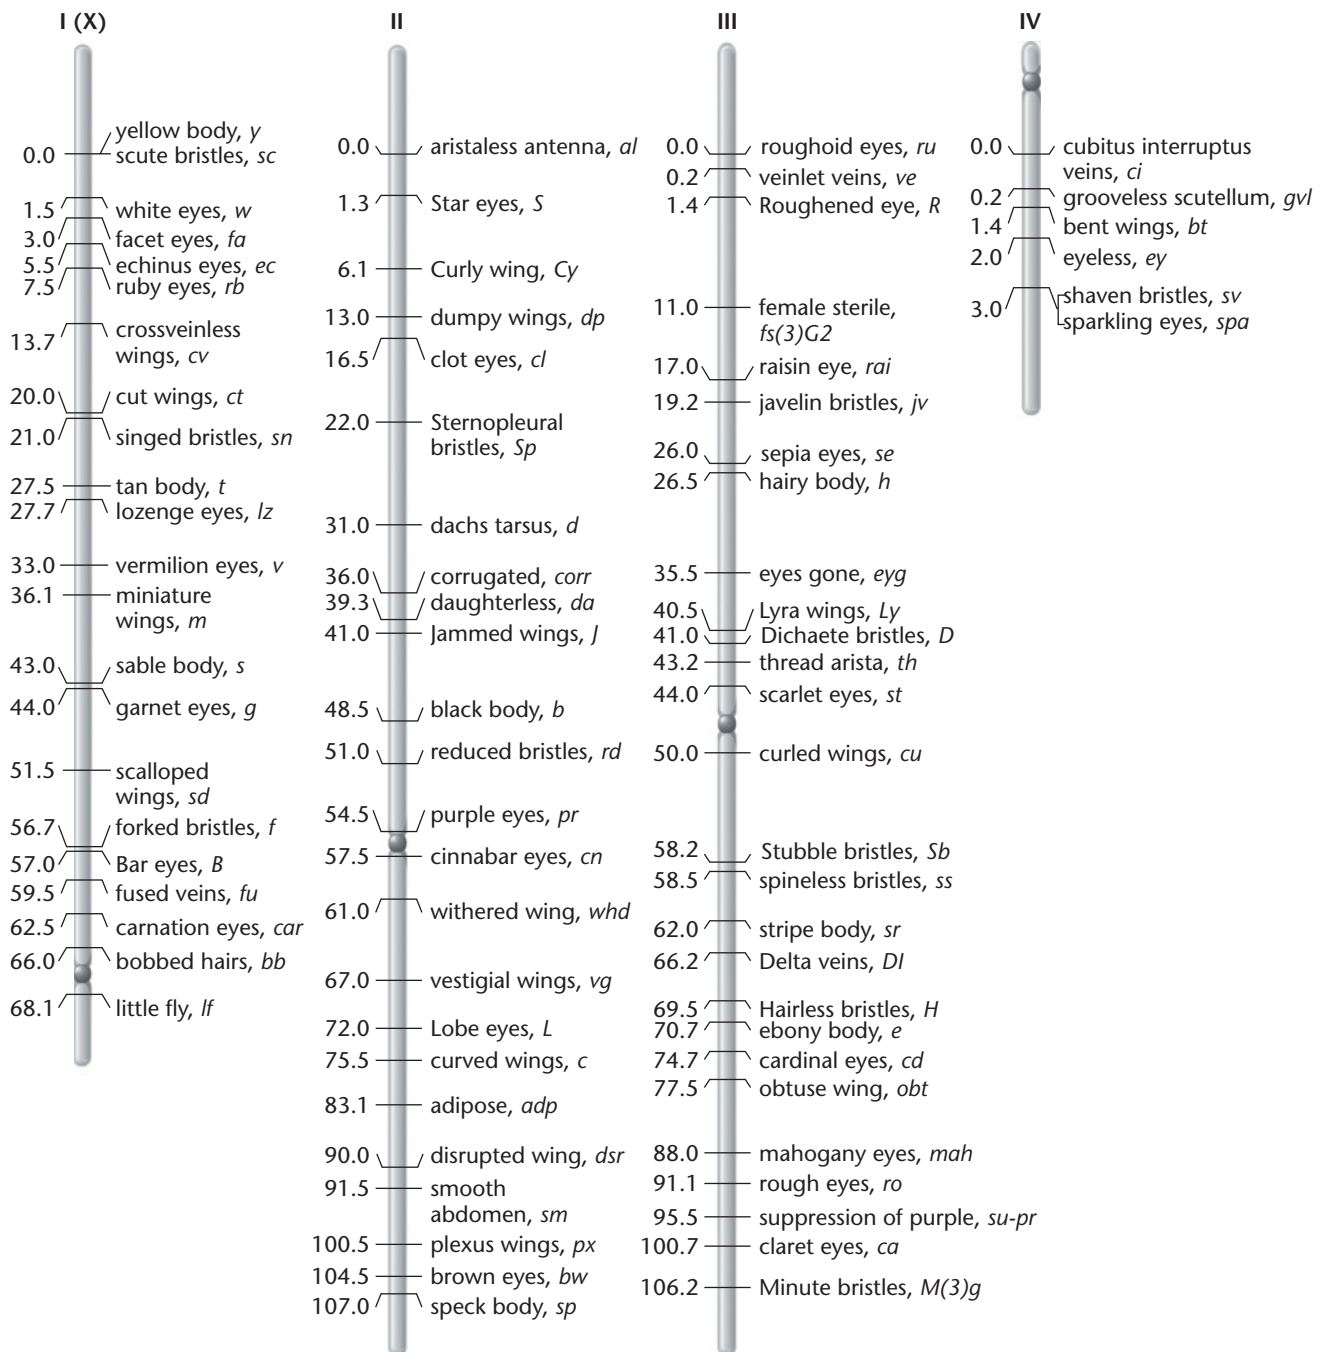 I (X)
II
III
IV
0.0
yellow body, y
scute bristles, sc
1.5 white eyes, w
3.0 facet eyes, fa
5.5 echinus eyes, ec
7.5 ruby eyes, rb
13.7 crossveinless
wings, cv
20.0 cut wings, ct
21.0 singed bristles, sn
27.5 tan body, t
27.7 lozenge eyes, lz
33.0 vermilion eyes, v
36.1 miniature
wings, m
43.0 sable body, s
44.0 garnet eyes, g
51.5 scalloped
wings, sd
56.7 forked bristles, f
57.0 Bar eyes, B
59.5 fused veins, fu
62.5 carnation eyes, car
66.0 bobbed hairs, bb
68.1 little fly, lf
0.0 aristaless antenna, al
1.3 Star eyes, S
6.1 Curly wing, Cy
13.0 dumpy wings, dp
16.5 clot eyes, cl
22.0 Sternopleural
bristles, Sp
31.0 dachs tarsus, d
36.0 corrugated, corr
39.3 daughterless, da
41.0 Jammed wings, J
48.5 black body, b
51.0 reduced bristles, rd
54.5 purple eyes, pr
57.5 cinnabar eyes, cn
61.0 withered wing, whd
67.0 vestigial wings, vg
72.0 Lobe eyes, L
75.5 curved wings, c
83.1 adipose, adp
90.0 disrupted wing, dsr
91.5 smooth
abdomen, sm
100.5 plexus wings, px
104.5 brown eyes, bw
107.0 speck body, sp
0.0 roughoid eyes, ru
0.2 veinlet veins, ve
1.4 Roughened eye, R
11.0 female sterile,
fs(3)G2
17.0 raisin eye, rai
19.2 javelin bristles, jv
26.0 sepia eyes, se
26.5 hairy body, h
35.5 eyes gone, eyg
40.5 Lyra wings, Ly
41.0 Dichaete bristles, D
43.2 thread arista, th
44.0 scarlet eyes, st
50.0 curled wings, cu
58.2 Stubble bristles, Sb
58.5 spineless bristles, ss
62.0 stripe body, sr
66.2 Delta veins, DI
69.5 Hairless bristles, H
70.7 ebony body, e
74.7 cardinal eyes, cd
77.5 obtuse wing, obt
88.0 mahogany eyes, mah
91.1 rough eyes, ro
95.5 suppression of purple, su-pr
100.7 claret eyes, ca
106.2 Minute bristles, M(3)g
0.0 cubitus interruptus
veins, ci
0.2 grooveless scutellum, gvl
1.4 bent wings, bt
2.0 eyeless, ey
3.0
shaven bristles, sv
sparkling eyes, spa